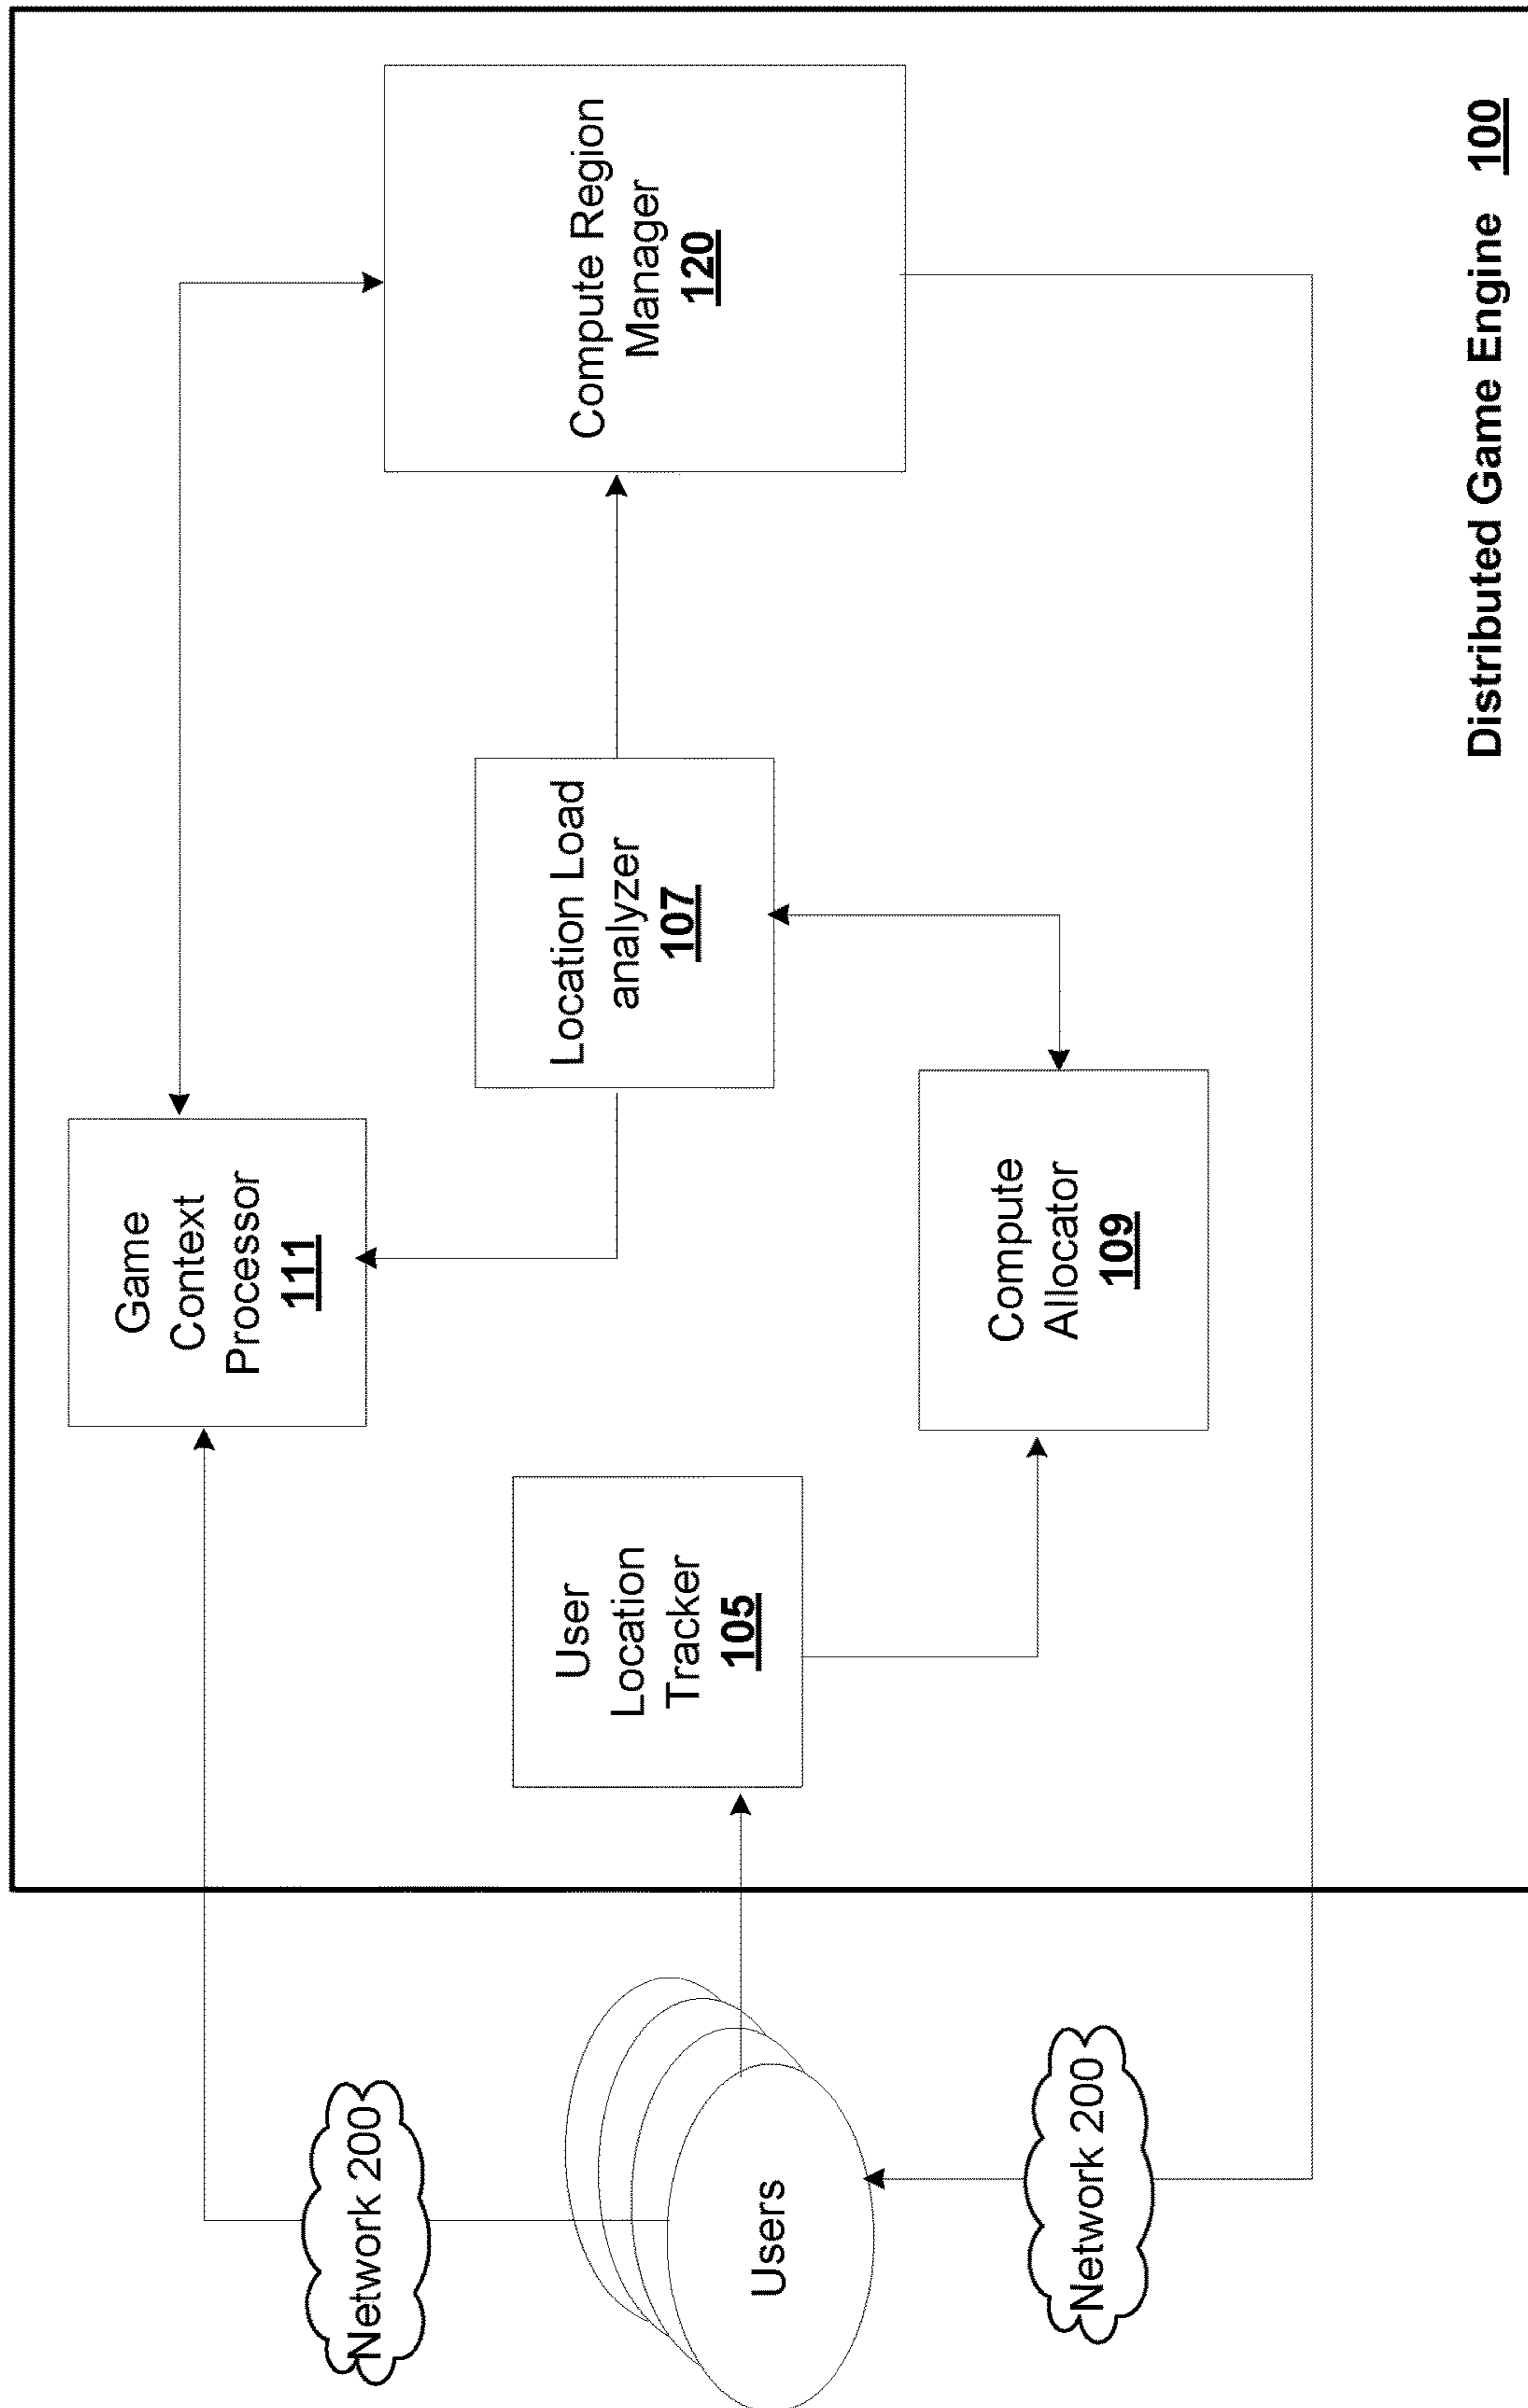 Network 200
Game
Context
Processor
111
Compute Region
Manager
120
Location Load
analyzer
107
User
Location
Tracker
105
Users
Compute
Allocator
109
Network 200
Distributed Game Engine 100